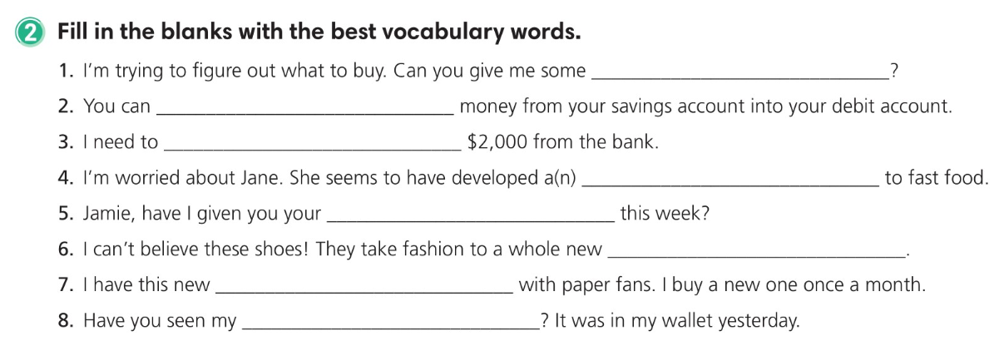 2 Fill in the blanks with the best vocabulary words.
1. I'm trying to figure out what to buy. Can you give me some ______________________________?
2. You can ______________________________ money from your savings account into your debit account.
3. I need to ______________________________ $2,000 from the bank.
4. I'm worried about Jane. She seems to have developed a(n) ______________________________ to fast food.
5. Jamie, have I given you your ______________________________ this week?
6. I can't believe these shoes! They take fashion to a whole new ______________________________.
7. I have this new ______________________________ with paper fans. I buy a new one once a month.
8. Have you seen my ______________________________? It was in my wallet yesterday.